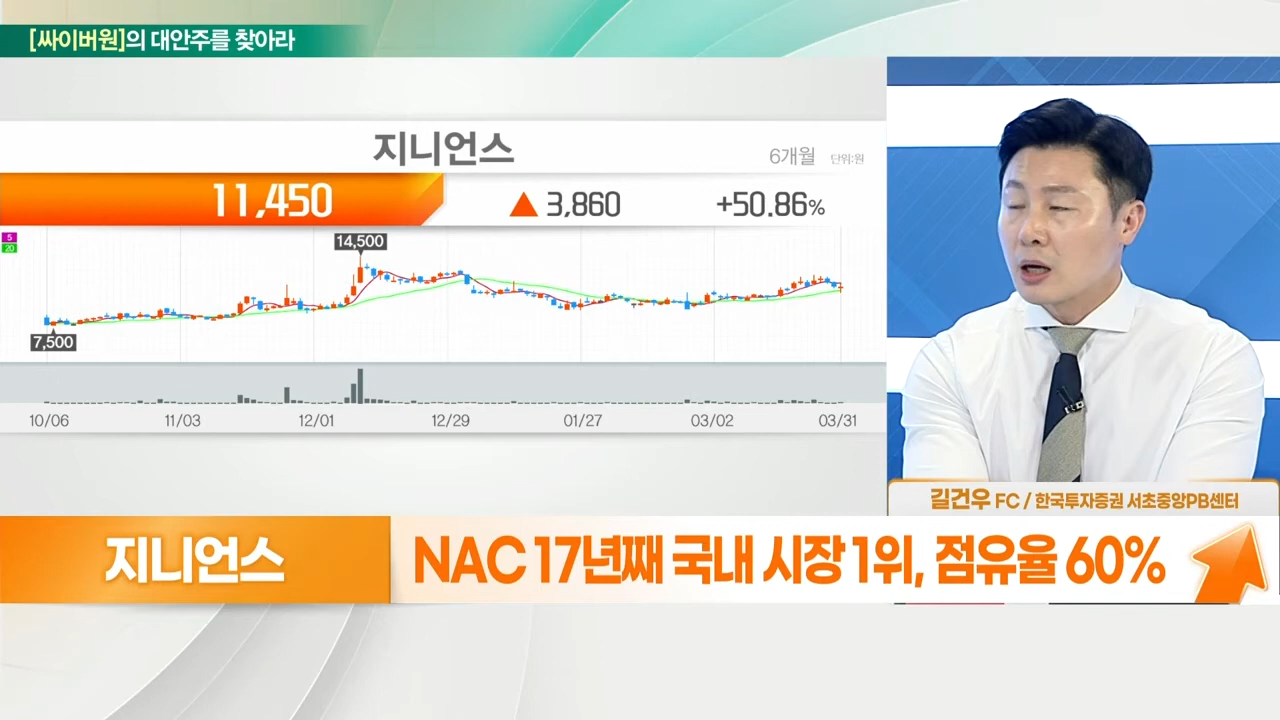 [싸이버원]의 대안주를 찾아라
지니언스
6개월 단위:원
11,450 ▲ 3,860 +50.86%
5
20
14,500
7,500
10/06 11/03 12/01 12/29 01/27 03/02 03/31
길건우 FC / 한국투자증권 서초중앙PB센터
지니언스
NAC 17년째 국내 시장 1위, 점유율 60%